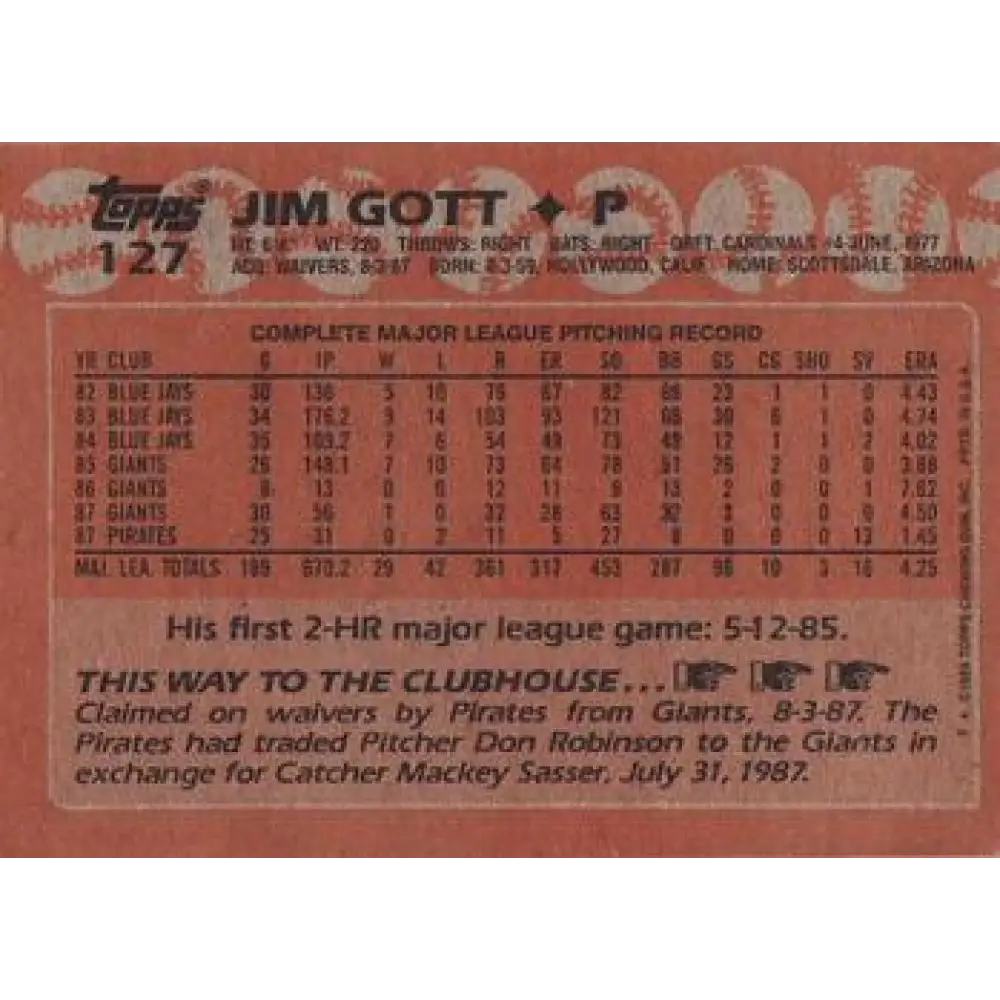 Topps® JIM GOTT ✦ P
127
WT: 220 THROWS: RIGHT BATS: RIGHT DRFT: CARDINALS #4-JUNE, 1977
ACQ: WAIVERS, 8-3-87 BORN: 8-3-59, HOLLYWOOD, CALIF. HOME: SCOTTSDALE, ARIZONA
COMPLETE MAJOR LEAGUE PITCHING RECORD
YR CLUB G IP W L R ER SO BB GS CG SHO SV ERA
82 BLUE JAYS 30 136 5 10 76 67 82 66 23 1 1 0 4.43
83 BLUE JAYS 34 176.2 9 14 103 93 121 68 30 6 1 0 4.74
84 BLUE JAYS 35 109.2 7 6 54 49 73 49 12 1 1 2 4.02
85 GIANTS 26 148.1 7 10 73 64 78 51 26 2 0 0 3.88
86 GIANTS 9 13 0 0 12 11 9 13 2 0 0 1 7.62
87 GIANTS 30 56 1 0 32 28 63 32 3 0 0 0 4.50
87 PIRATES 25 31 0 2 11 5 27 8 0 0 0 13 1.45
MAJ. LEA. TOTALS 189 670.2 29 42 361 317 453 287 96 10 3 16 4.25
His first 2-HR major league game: 5-12-85.
THIS WAY TO THE CLUBHOUSE...
Claimed on waivers by Pirates from Giants, 8-3-87. The
Pirates had traded Pitcher Don Robinson to the Giants in
exchange for Catcher Mackey Sasser, July 31, 1987.